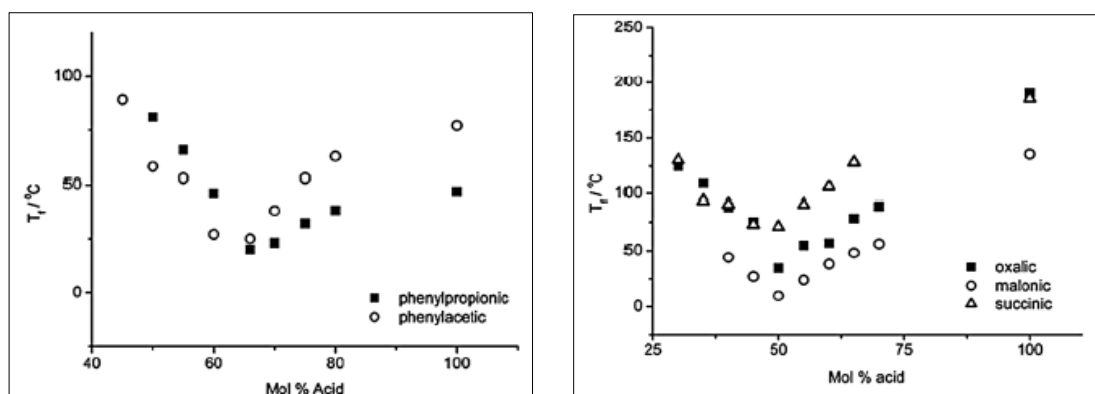 100
50
0
T_f / °C
phenylpropionic
phenylacetic
40 60 80 100
Mol % Acid
250
200
150
100
50
0
T_fl / °C
oxalic
malonic
succinic
25 50 75 100
Mol % acid